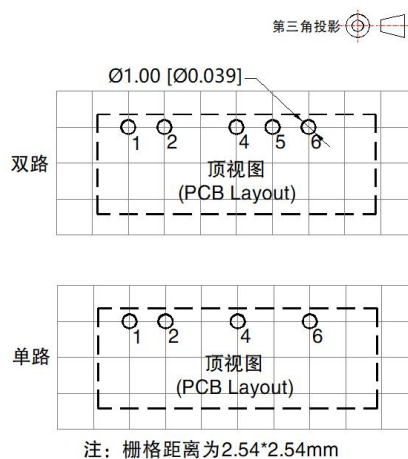 第三角投影
Ø1.00 [Ø0.039]
1 2 4 5 6
双路
顶视图
(PCB Layout)
1 2 4 6
单路
顶视图
(PCB Layout)
注：栅格距离为2.54*2.54mm